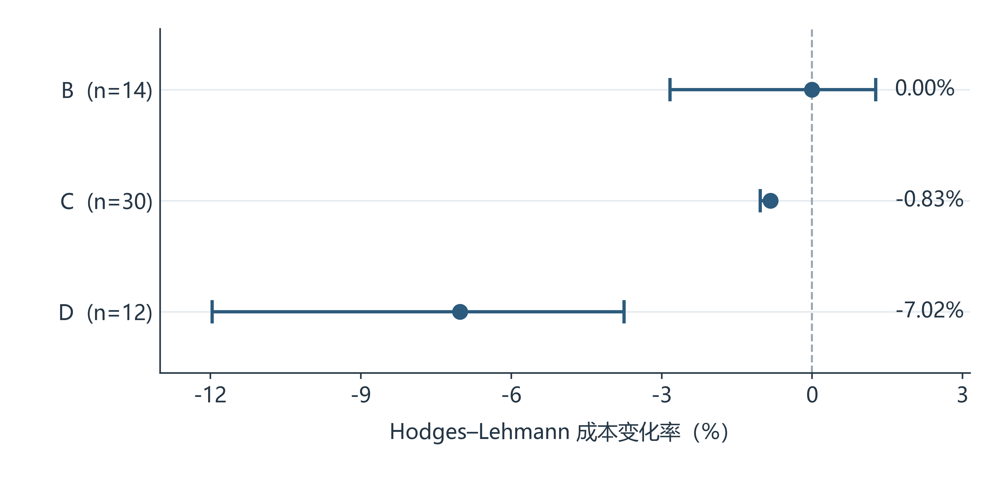 B (n=14) 0.00%
C (n=30) -0.83%
D (n=12) -7.02%
-12 -9 -6 -3 0 3
Hodges–Lehmann 成本变化率（%）